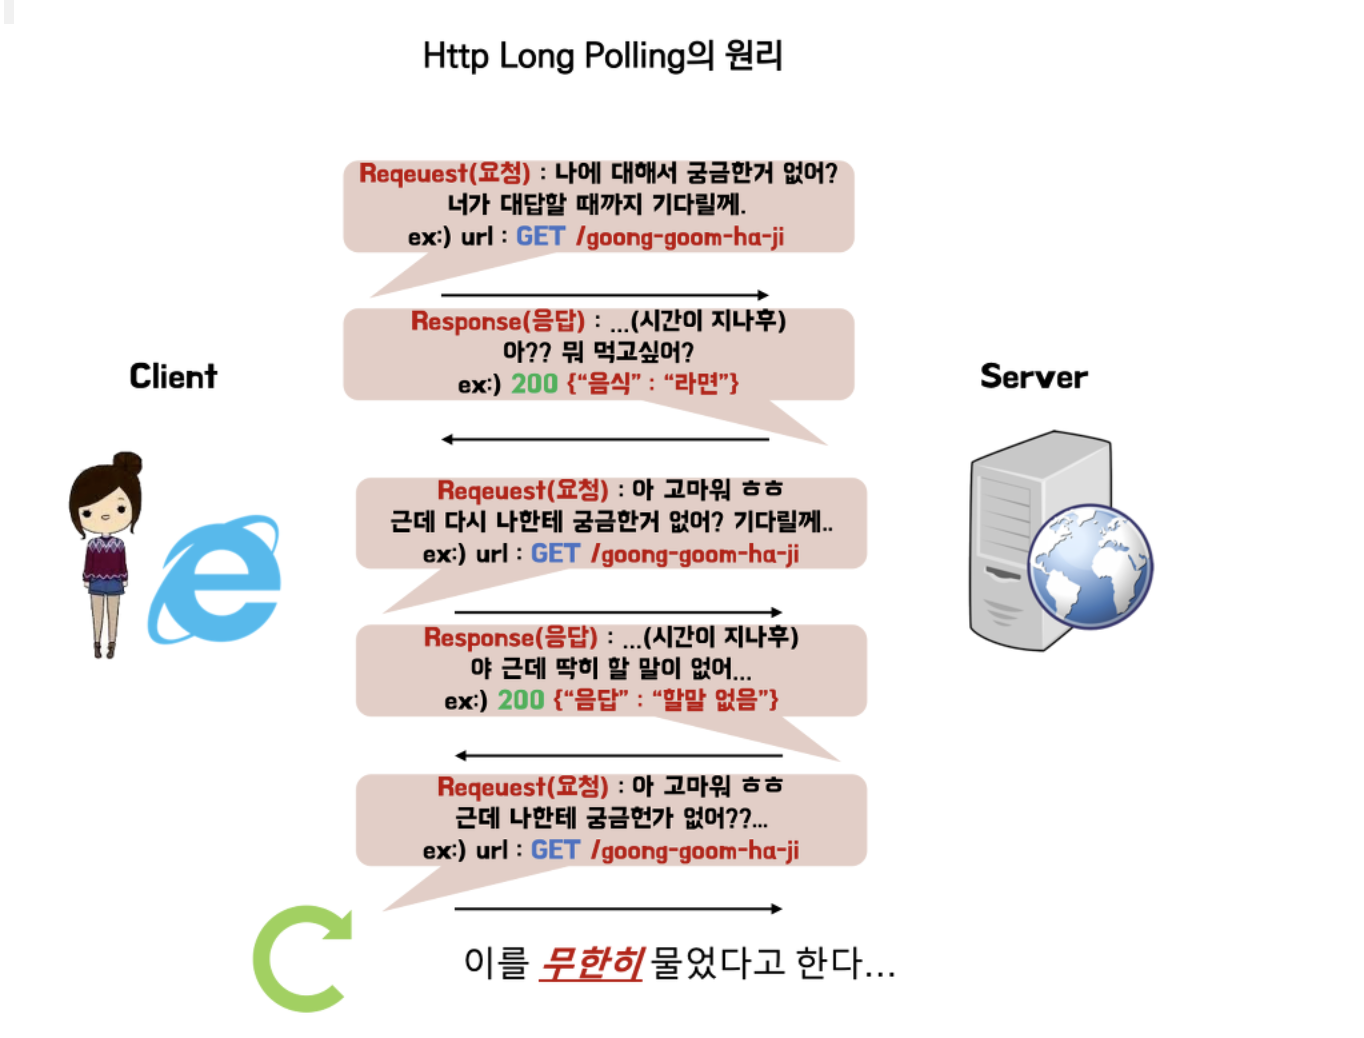 Http Long Polling의 원리
Reqeuest(요청) : 나에 대해서 궁금한거 없어?
너가 대답할 때까지 기다릴께.
ex:) url : GET /goong-goom-ha-ji
Response(응답) : ...(시간이 지나후)
아?? 뭐 먹고싶어?
ex:) 200 {“음식” : “라면”}
Client
Server
Reqeuest(요청) : 아 고마워 ㅎㅎ
근데 다시 나한테 궁금한거 없어? 기다릴께..
ex:) url : GET /goong-goom-ha-ji
Response(응답) : ...(시간이 지나후)
야 근데 딱히 할 말이 없어...
ex:) 200 {“응답” : “할말 없음”}
Reqeuest(요청) : 아 고마워 ㅎㅎ
근데 나한테 궁금헌가 없어??...
ex:) url : GET /goong-goom-ha-ji
이를 무한히 물었다고 한다...